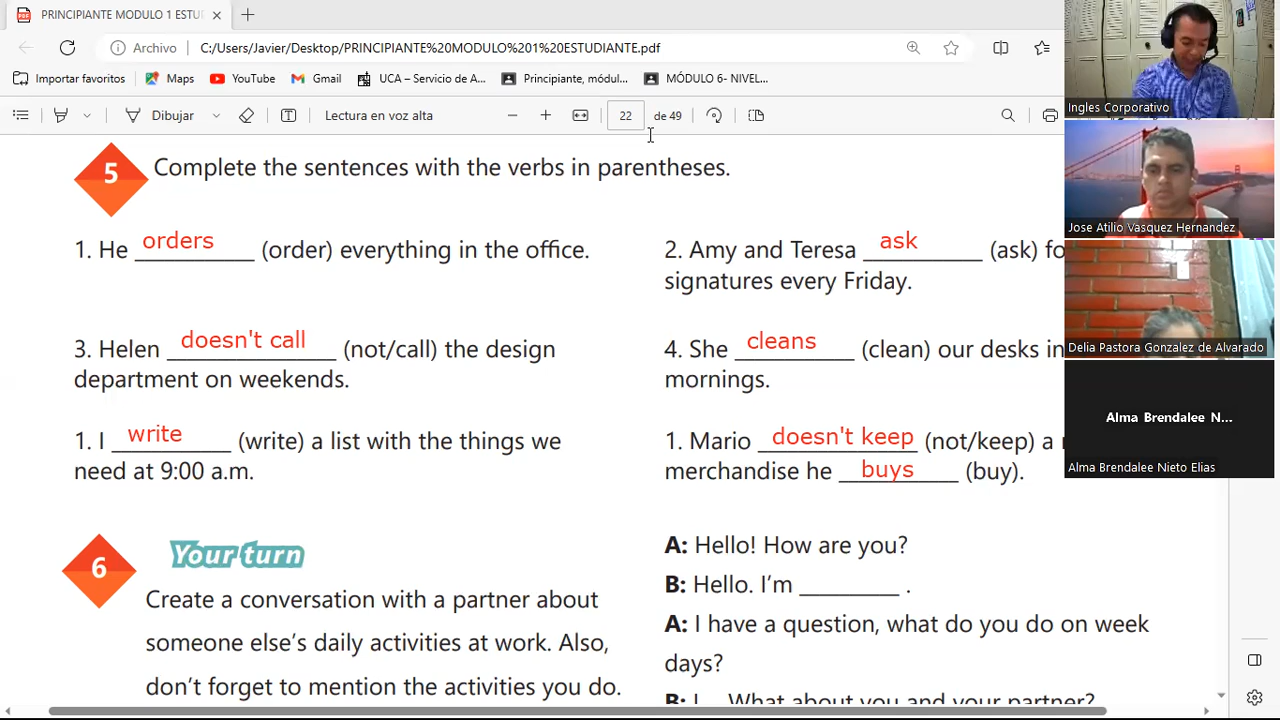 PRINCIPIANTE MODULO 1 ESTU
Archivo C:/Users/Javier/Desktop/PRINCIPIANTE%20MODULO%201%20ESTUDIANTE.pdf
Importar favoritos Maps YouTube Gmail UCA – Servicio de A... Principiante, módul... MÓDULO 6- NIVEL...
Dibujar Lectura en voz alta 22 de 49
5 Complete the sentences with the verbs in parentheses.
1. He orders (order) everything in the office.
2. Amy and Teresa ask (ask) fo
signatures every Friday.
3. Helen doesn't call (not/call) the design
department on weekends.
4. She cleans (clean) our desks in
mornings.
1. I write (write) a list with the things we
need at 9:00 a.m.
1. Mario doesn't keep (not/keep) a
merchandise he buys (buy).
6 Your turn
Create a conversation with a partner about
someone else's daily activities at work. Also,
don't forget to mention the activities you do.
A: Hello! How are you?
B: Hello. I'm _________ .
A: I have a question, what do you do on week
days?
B: I... What about you and your partner?
Ingles Corporativo
Jose Atilio Vasquez Hernandez
Delia Pastora Gonzalez de Alvarado
Alma Brendalee N...
Alma Brendalee Nieto Elias